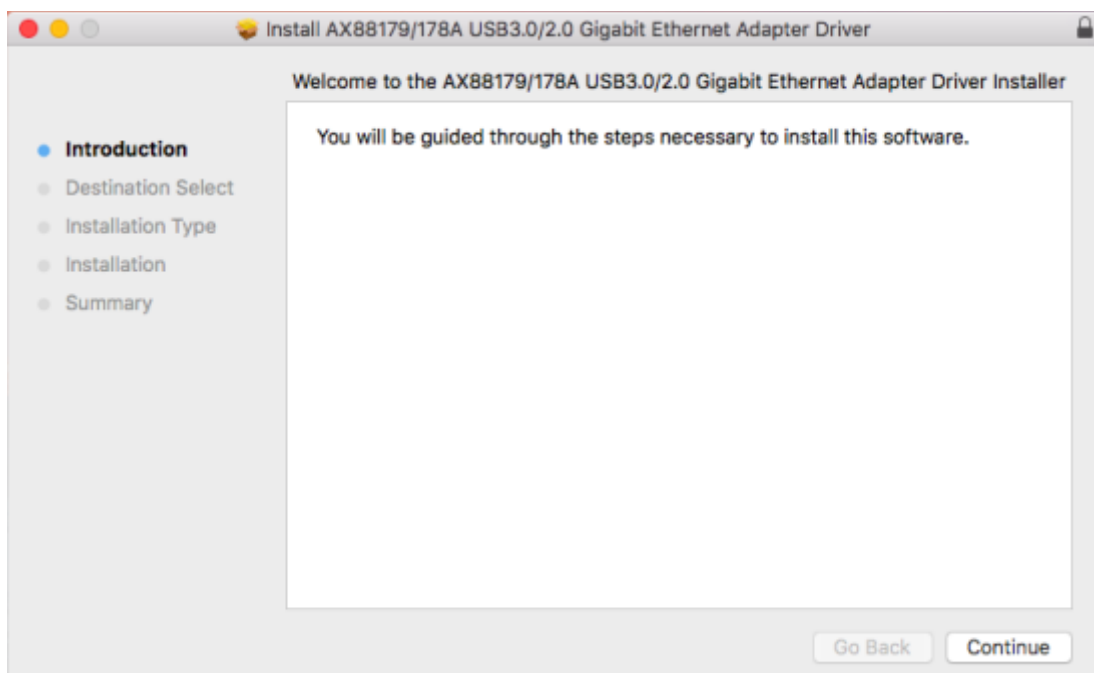 Install AX88179/178A USB3.0/2.0 Gigabit Ethernet Adapter Driver
Welcome to the AX88179/178A USB3.0/2.0 Gigabit Ethernet Adapter Driver Installer
Introduction
Destination Select
Installation Type
Installation
Summary
You will be guided through the steps necessary to install this software.
Go Back
Continue